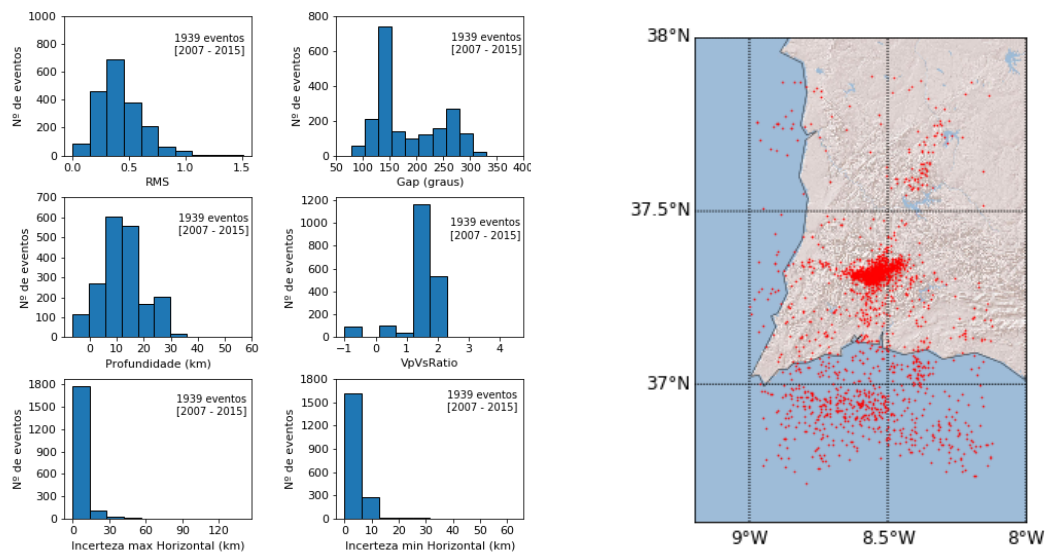 1000
800
600
400
200
0
Nº de eventos
1939 eventos
[2007 - 2015]
0.0 0.5 1.0 1.5
RMS
800
600
400
200
0
Nº de eventos
1939 eventos
[2007 - 2015]
50 100 150 200 250 300 350 400
Gap (graus)
700
600
500
400
300
200
100
0
Nº de eventos
1939 eventos
[2007 - 2015]
0 10 20 30 40 50 60
Profundidade (km)
1200
1000
800
600
400
200
0
Nº de eventos
1939 eventos
[2007 - 2015]
−1 0 1 2 3 4
VpVsRatio
1800
1500
1200
900
600
300
0
Nº de eventos
1939 eventos
[2007 - 2015]
0 30 60 90 120
Incerteza max Horizontal (km)
1800
1500
1200
900
600
300
0
Nº de eventos
1939 eventos
[2007 - 2015]
0 10 20 30 40 50 60
Incerteza min Horizontal (km)
38°N
37.5°N
37°N
9°W 8.5°W 8°W